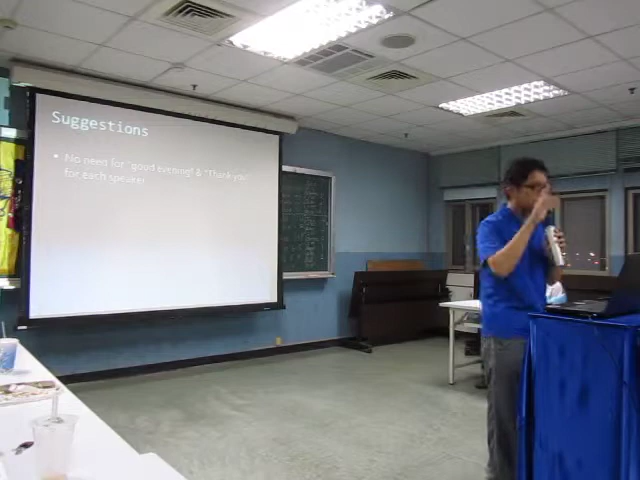 Suggestions
• No need for "good evening" & "Thank you"
for each speaker